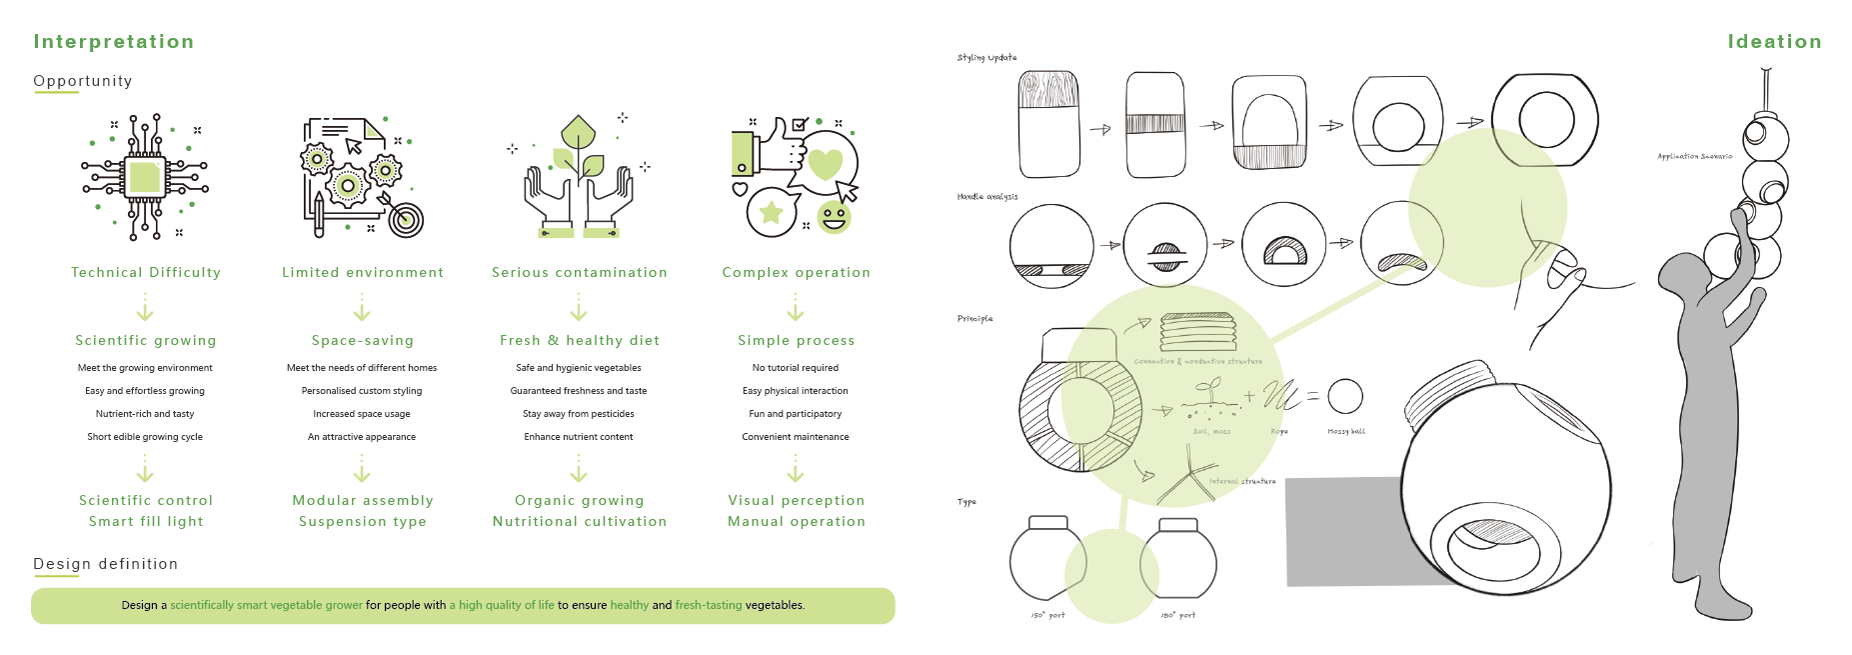 Interpretation
Opportunity
Technical Difficulty
Limited environment
Serious contamination
Complex operation
Scientific growing
Space-saving
Fresh & healthy diet
Simple process
Meet the growing environment
Meet the needs of different homes
Safe and hygienic vegetables
No tutorial required
Easy and effortless growing
Personalised custom styling
Guaranteed freshness and taste
Easy physical interaction
Nutrient-rich and tasty
Increased space usage
Stay away from pesticides
Fun and participatory
Short edible growing cycle
An attractive appearance
Enhance nutrient content
Convenient maintenance
Scientific control
Smart fill light
Modular assembly
Suspension type
Organic growing
Nutritional cultivation
Visual perception
Manual operation
Design definition
Design a scientifically smart vegetable grower for people with a high quality of life to ensure healthy and fresh-tasting vegetables.
Ideation
Styling Update
Application Scenario
Handle analysis
Principle
Connection & conductive structure
+
=
Soil, moss
Rope
Mossy ball
Internal structure
Type
150° port
180° port